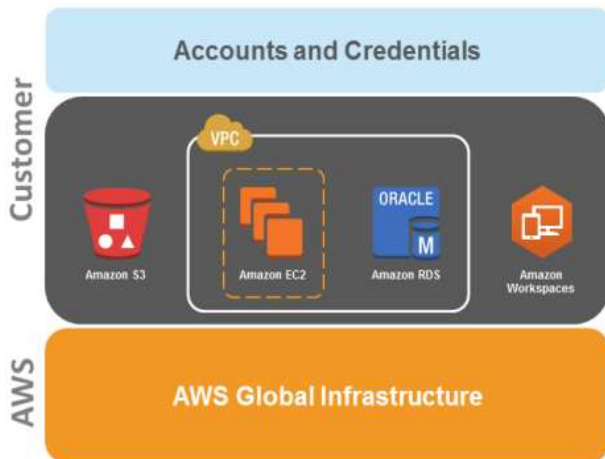 Accounts and Credentials
Customer
VPC
ORACLE
M
Amazon S3
Amazon EC2
Amazon RDS
Amazon
Workspaces
AWS
AWS Global Infrastructure